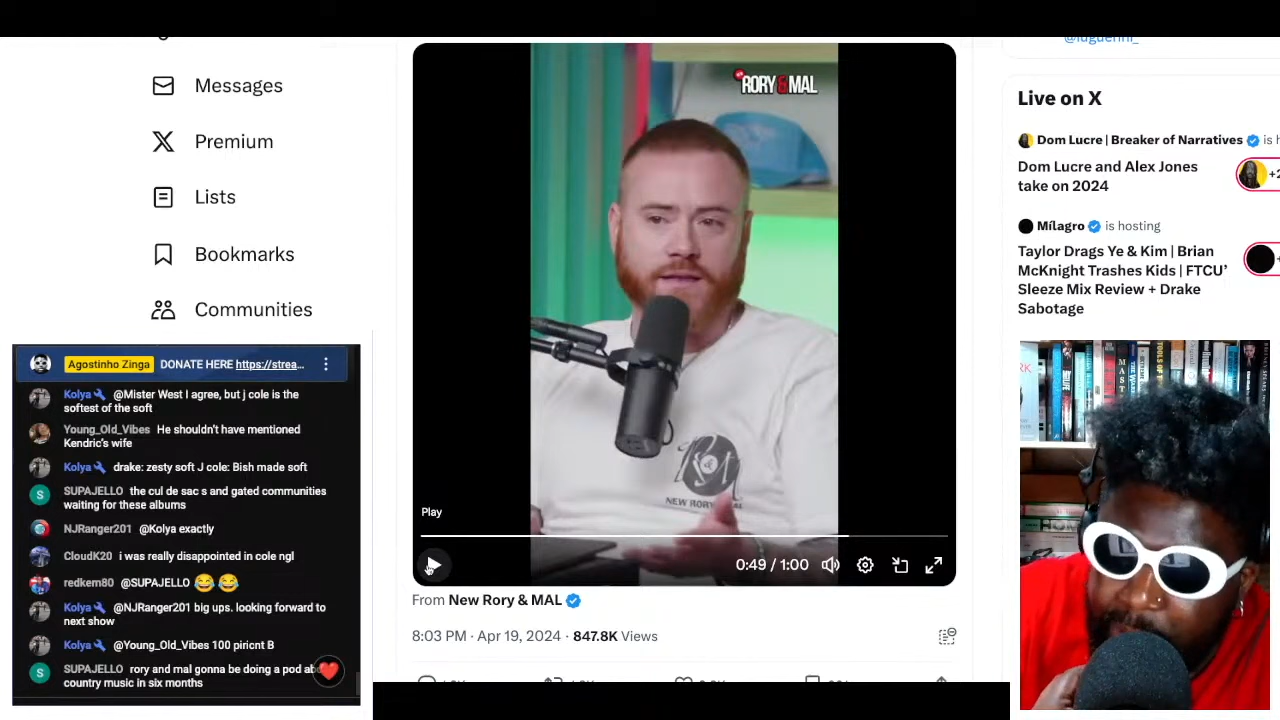 Messages
Premium
Lists
Bookmarks
Communities
RORY & MAL
NEW RORY
Play
0:49 / 1:00
From New Rory & MAL
8:03 PM · Apr 19, 2024 · 847.8K Views
@luguerini_
Live on X
Dom Lucre | Breaker of Narratives is h
Dom Lucre and Alex Jones
take on 2024
+2
Mílagro is hosting
Taylor Drags Ye & Kim | Brian
McKnight Trashes Kids | FTCU'
Sleeze Mix Review + Drake
Sabotage
Agostinho Zinga DONATE HERE https://strea...
Kolya @Mister West I agree, but j cole is the
softest of the soft
Young_Old_Vibes He shouldn't have mentioned
Kendric's wife
Kolya drake: zesty soft J cole: Bish made soft
S SUPAJELLO the cul de sac s and gated communities
waiting for these albums
NJRanger201 @Kolya exactly
CloudK20 i was really disappointed in cole ngl
redkem80 @SUPAJELLO 😂😂
Kolya @NJRanger201 big ups. looking forward to
next show
Kolya @Young_Old_Vibes 100 piricnt B
S SUPAJELLO rory and mal gonna be doing a pod ab
country music in six months